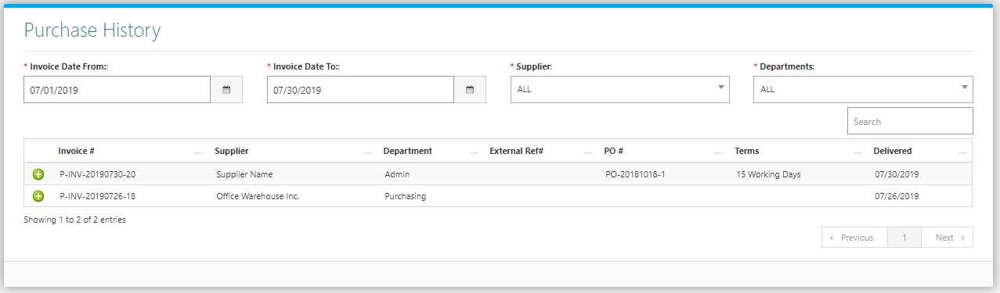 Purchase History
* Invoice Date From:: * Invoice Date To:: * Supplier: * Departments:
07/01/2019 07/30/2019 ALL ALL
Search
Invoice # ... Supplier ... Department ... External Ref# ... PO # ... Terms ... Delivered ...
P-INV-20190730-20 Supplier Name Admin PO-20181018-1 15 Working Days 07/30/2019
P-INV-20190726-18 Office Warehouse Inc. Purchasing 07/26/2019
Showing 1 to 2 of 2 entries
‹ Previous 1 Next ›